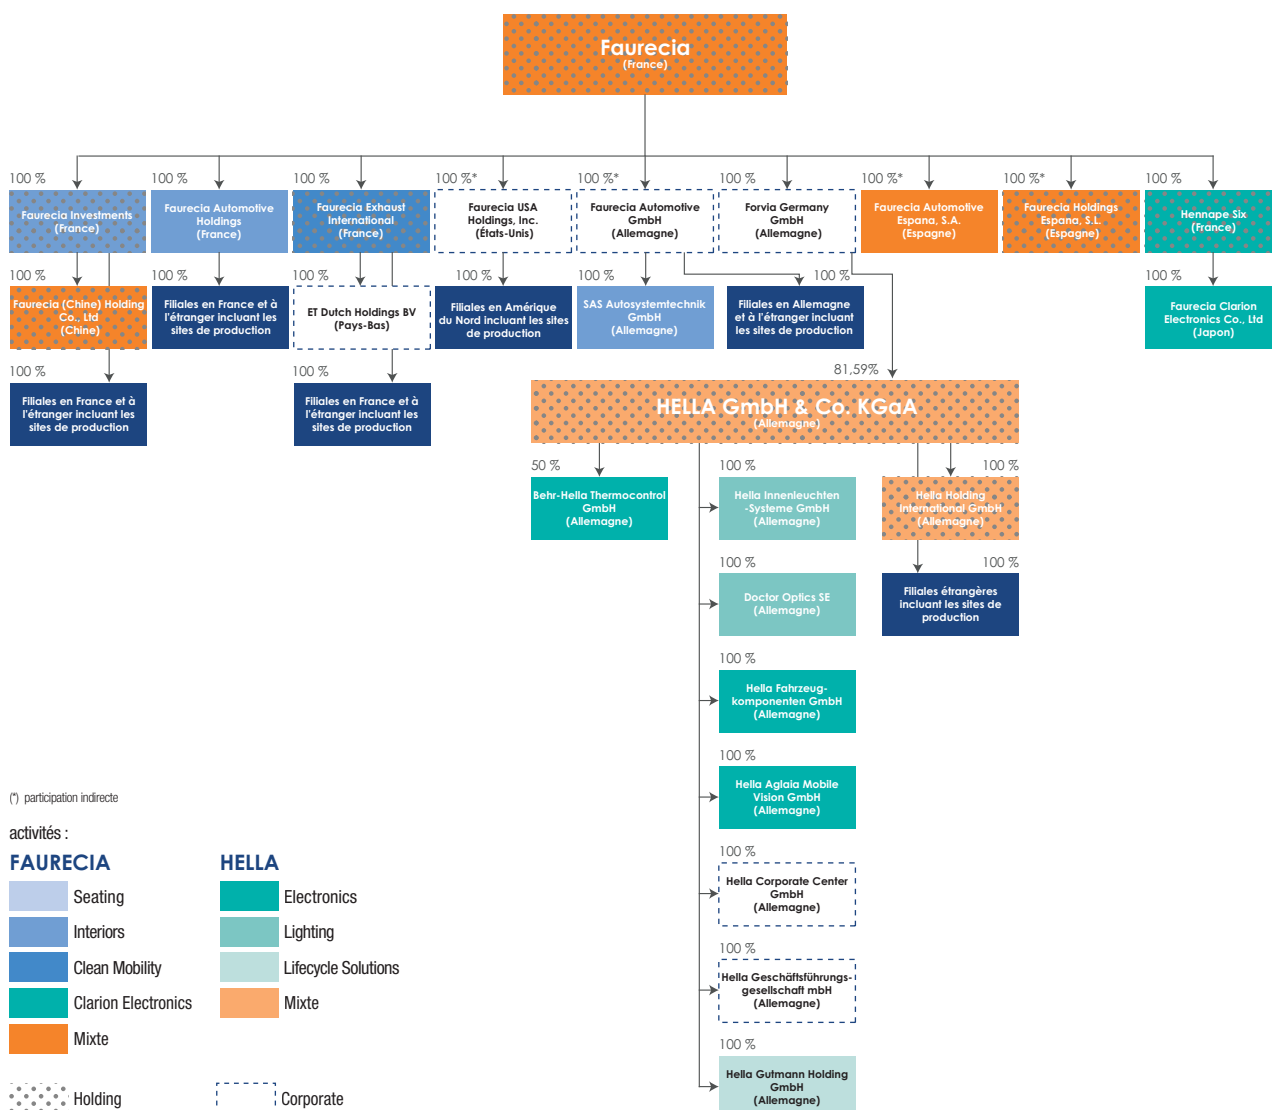 Faurecia
(France)
100 %
100 %
100 %
100 %*
100 %*
100 %
100 %*
100 %
Faurecia Investments
(France)
Faurecia Automotive
Holdings
(France)
Faurecia Exhaust
International
(France)
Faurecia USA
Holdings, Inc.
(États-Unis)
Faurecia Automotive
GmbH
(Allemagne)
Forvia Germany
GmbH
(Allemagne)
Faurecia Automotive
Espana, S.A.
(Espagne)
Faurecia Holdings
Espana, S.L.
(Espagne)
Hennape Six
(France)
100 %
100 %
100 %
100 %
100 %
100 %
100 %
Faurecia (Chine) Holding
Co., Ltd
(Chine)
Filiales en France et à
l'étranger incluant les
sites de production
ET Dutch Holdings BV
(Pays-Bas)
Filiales en Amérique
du Nord incluant les sites
de production
SAS Autosystemtechnik
GmbH
(Allemagne)
Filiales en Allemagne
et à l'étranger incluant
les sites de production
Faurecia Clarion
Electronics Co., Ltd
(Japon)
100 %
100 %
81,59%
Filiales en France et à
l'étranger incluant les
sites de production
Filiales en France et à
l'étranger incluant les
sites de production
HELLA GmbH & Co. KGaA
(Allemagne)
50 %
100 %
100 %
Behr-Hella Thermocontrol
GmbH
(Allemagne)
Hella Innenleuchten
-Systeme GmbH
(Allemagne)
Hella Holding
International GmbH
(Allemagne)
100 %
100 %
Doctor Optics SE
(Allemagne)
Filiales étrangères
incluant les sites de
production
100 %
Hella Fahrzeug-
komponenten GmbH
(Allemagne)
100 %
Hella Aglaia Mobile
Vision GmbH
(Allemagne)
100 %
Hella Corporate Center
GmbH
(Allemagne)
100 %
Hella Geschäftsführungs-
gesellschaft mbH
(Allemagne)
100 %
Hella Gutmann Holding
GmbH
(Allemagne)
(*) participation indirecte
activités :
FAURECIA
Seating
Interiors
Clean Mobility
Clarion Electronics
Mixte
HELLA
Electronics
Lighting
Lifecycle Solutions
Mixte
Holding
Corporate